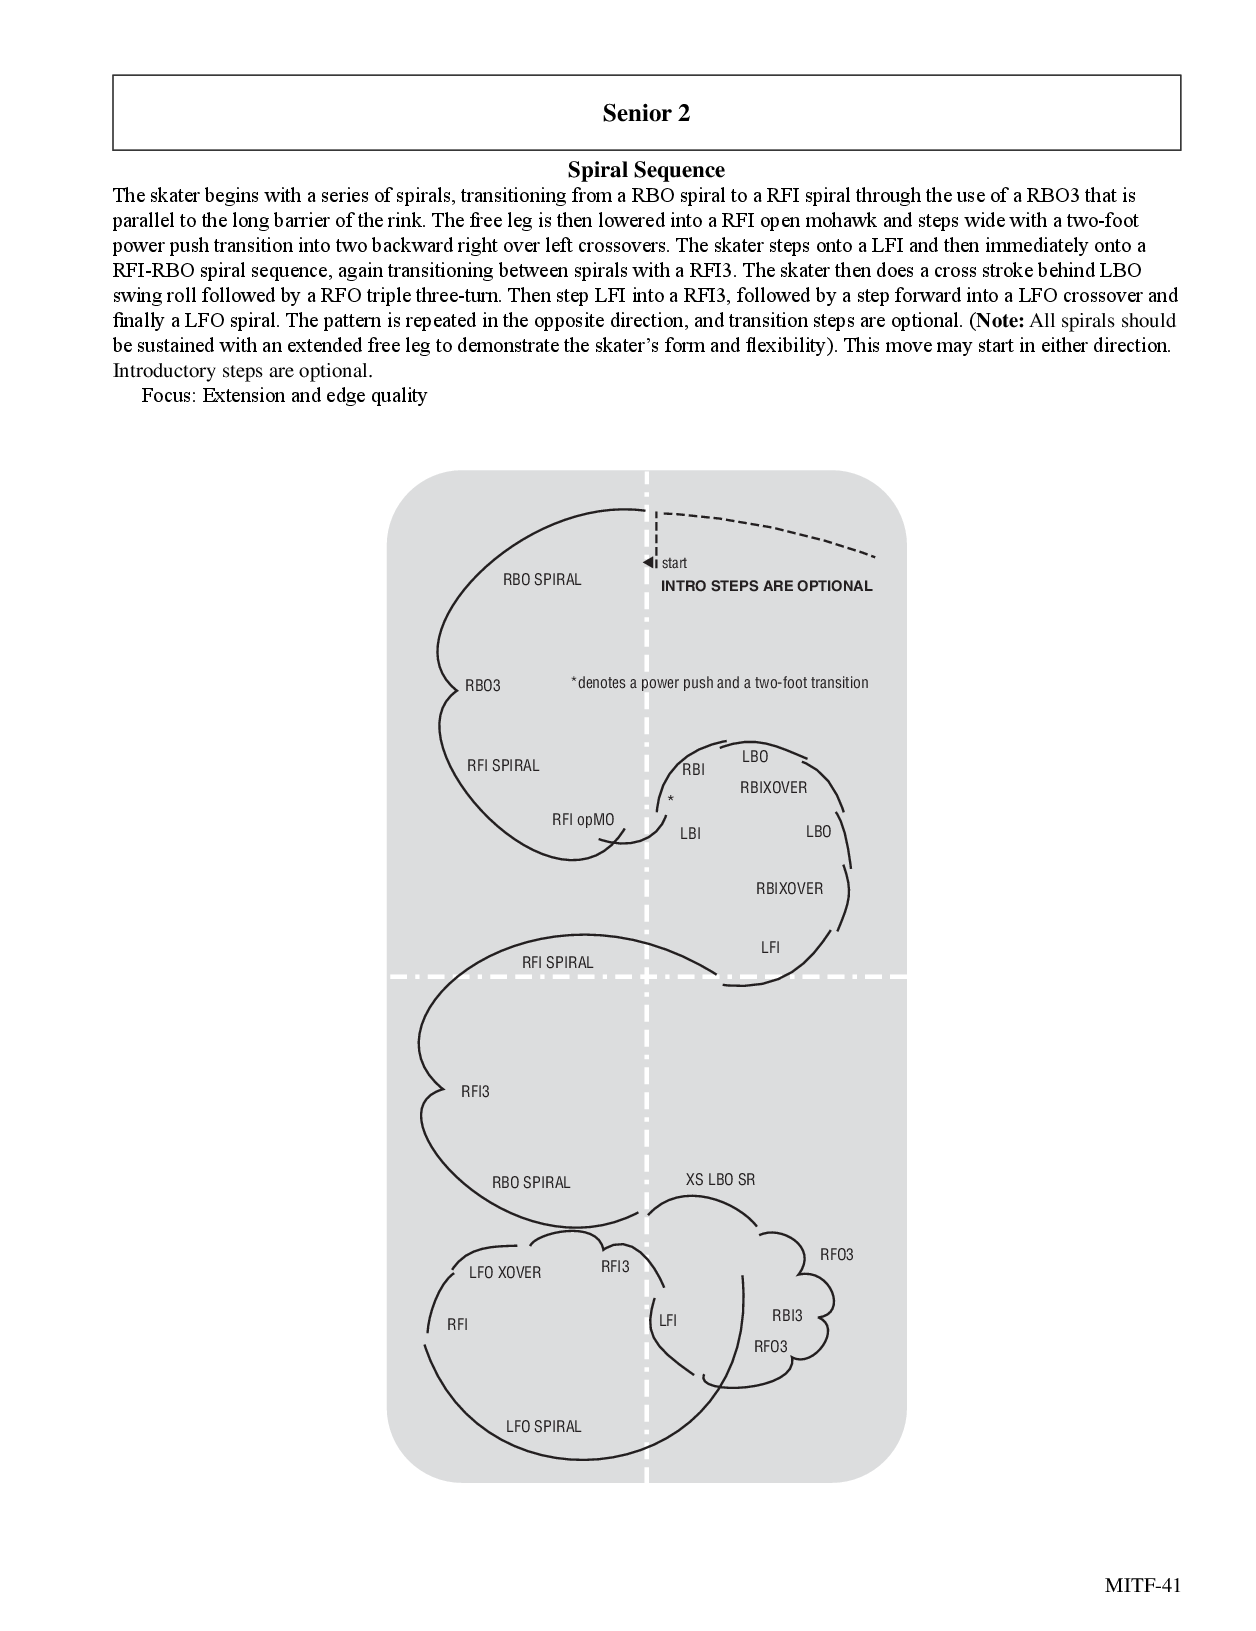 Senior 2
Spiral Sequence
The skater begins with a series of spirals, transitioning from a RBO spiral to a RFI spiral through the use of a RBO3 that is
parallel to the long barrier of the rink. The free leg is then lowered into a RFI open mohawk and steps wide with a two-foot
power push transition into two backward right over left crossovers. The skater steps onto a LFI and then immediately onto a
RFI-RBO spiral sequence, again transitioning between spirals with a RFI3. The skater then does a cross stroke behind LBO
swing roll followed by a RFO triple three-turn. Then step LFI into a RFI3, followed by a step forward into a LFO crossover and
finally a LFO spiral. The pattern is repeated in the opposite direction, and transition steps are optional. (Note: All spirals should
be sustained with an extended free leg to demonstrate the skater's form and flexibility). This move may start in either direction.
Introductory steps are optional.
Focus: Extension and edge quality
start
RBO SPIRAL
INTRO STEPS ARE OPTIONAL
RBO3
*denotes a power push and a two-foot transition
RFI SPIRAL
LBO
RBI
RBIXOVER
*
RFI opMO
LBI
LBO
RBIXOVER
LFI
RFI SPIRAL
RFI3
RBO SPIRAL
XS LBO SR
RFO3
RFI3
LFO XOVER
RBI3
LFI
RFI
RFO3
LFO SPIRAL
MITF-41